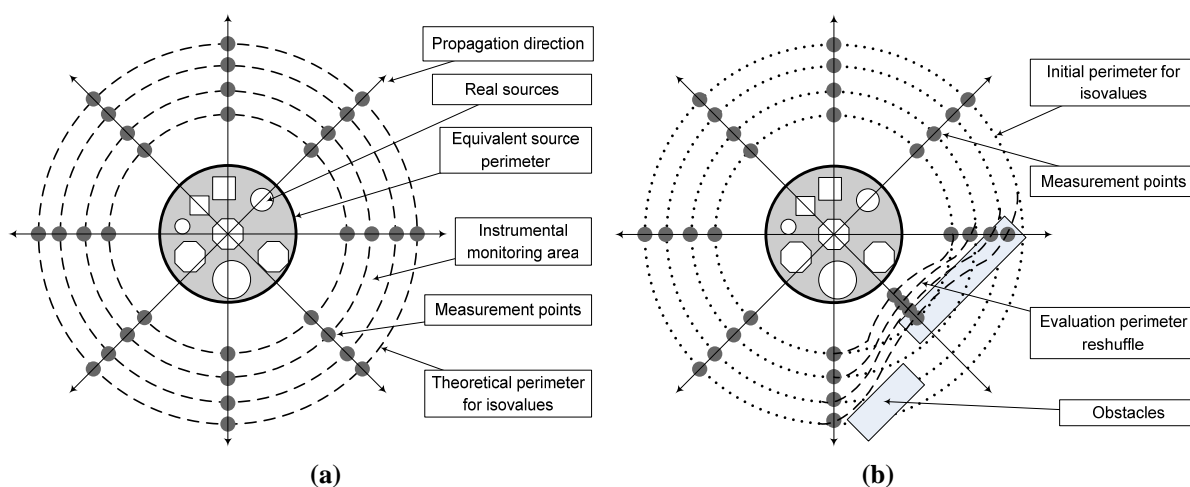 Propagation direction
Real sources
Equivalent source
perimeter
Instrumental
monitoring area
Measurement points
Theoretical perimeter
for isovalues
(a)
Initial perimeter for
isovalues
Measurement points
Evaluation perimeter
reshuffle
Obstacles
(b)